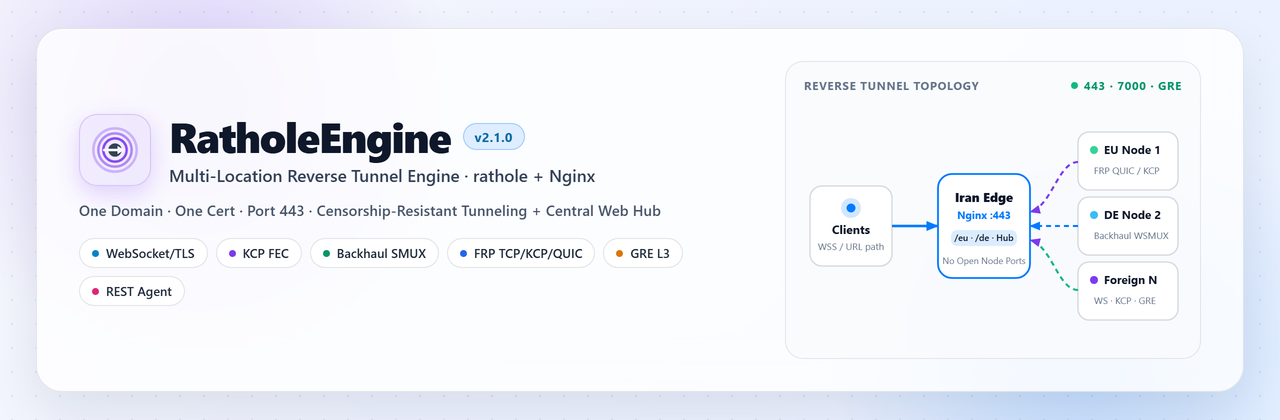 RatholeEngine v2.1.0
Multi-Location Reverse Tunnel Engine · rathole + Nginx
One Domain · One Cert · Port 443 · Censorship-Resistant Tunneling + Central Web Hub
WebSocket/TLS
KCP FEC
Backhaul SMUX
FRP TCP/KCP/QUIC
GRE L3
REST Agent
REVERSE TUNNEL TOPOLOGY
443 · 7000 · GRE
Clients
WSS / URL path
Iran Edge
Nginx :443
/eu · /de · Hub
No Open Node Ports
EU Node 1
FRP QUIC / KCP
DE Node 2
Backhaul WSMUX
Foreign N
WS · KCP · GRE